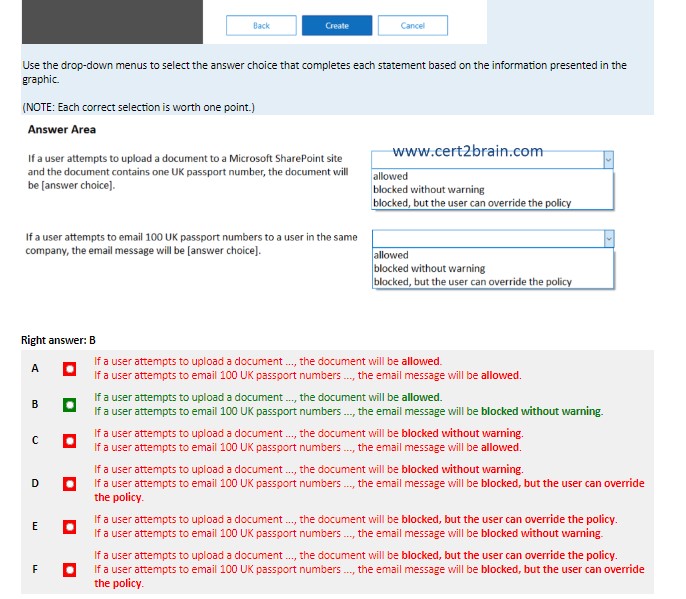 Back Create Cancel
Use the drop-down menus to select the answer choice that completes each statement based on the information presented in the
graphic.
(NOTE: Each correct selection is worth one point.)
Answer Area
www.cert2brain.com
If a user attempts to upload a document to a Microsoft SharePoint site
and the document contains one UK passport number, the document will
be [answer choice].
allowed
blocked without warning
blocked, but the user can override the policy
If a user attempts to email 100 UK passport numbers to a user in the same
company, the email message will be [answer choice].
allowed
blocked without warning
blocked, but the user can override the policy
Right answer: B
A
If a user attempts to upload a document ..., the document will be allowed.
If a user attempts to email 100 UK passport numbers ..., the email message will be allowed.
B
If a user attempts to upload a document ..., the document will be allowed.
If a user attempts to email 100 UK passport numbers ..., the email message will be blocked without warning.
C
If a user attempts to upload a document ..., the document will be blocked without warning.
If a user attempts to email 100 UK passport numbers ..., the email message will be allowed.
D
If a user attempts to upload a document ..., the document will be blocked without warning.
If a user attempts to email 100 UK passport numbers ..., the email message will be blocked, but the user can override
the policy.
E
If a user attempts to upload a document ..., the document will be blocked, but the user can override the policy.
If a user attempts to email 100 UK passport numbers ..., the email message will be blocked without warning.
F
If a user attempts to upload a document ..., the document will be blocked, but the user can override the policy.
If a user attempts to email 100 UK passport numbers ..., the email message will be blocked, but the user can override
the policy.